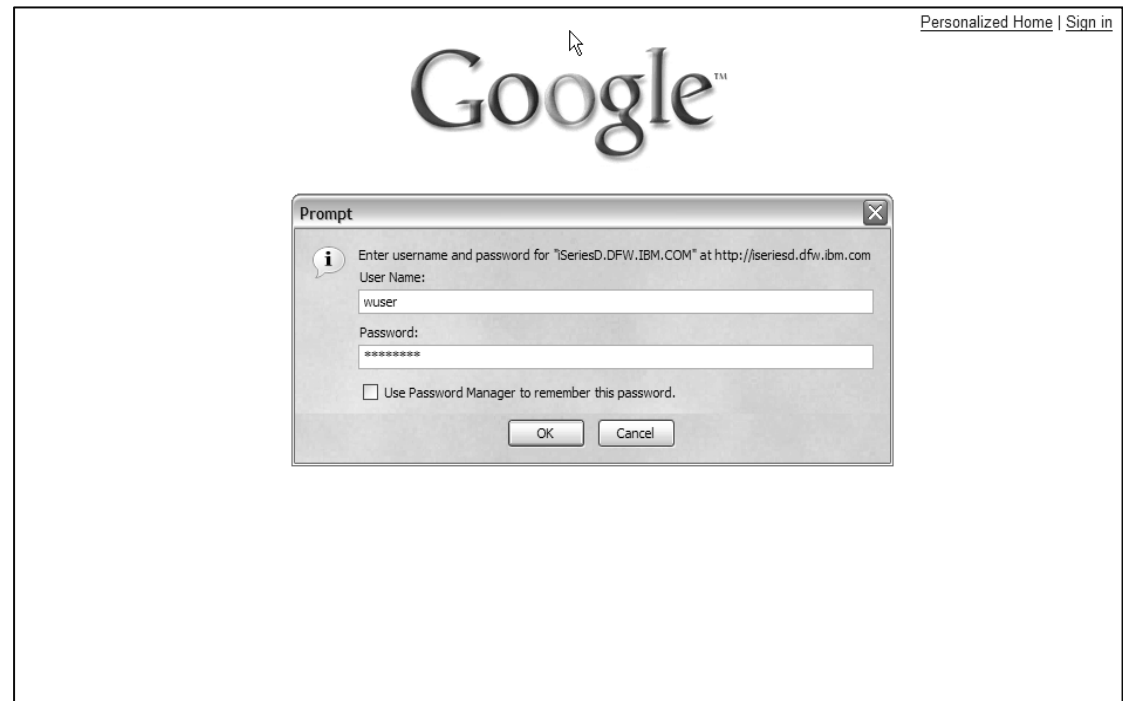 Personalized Home | Sign in
Google™
Prompt
Enter username and password for "iSeriesD.DFW.IBM.COM" at http://iseriesd.dfw.ibm.com
User Name:
wuser
Password:
********
Use Password Manager to remember this password.
OK Cancel